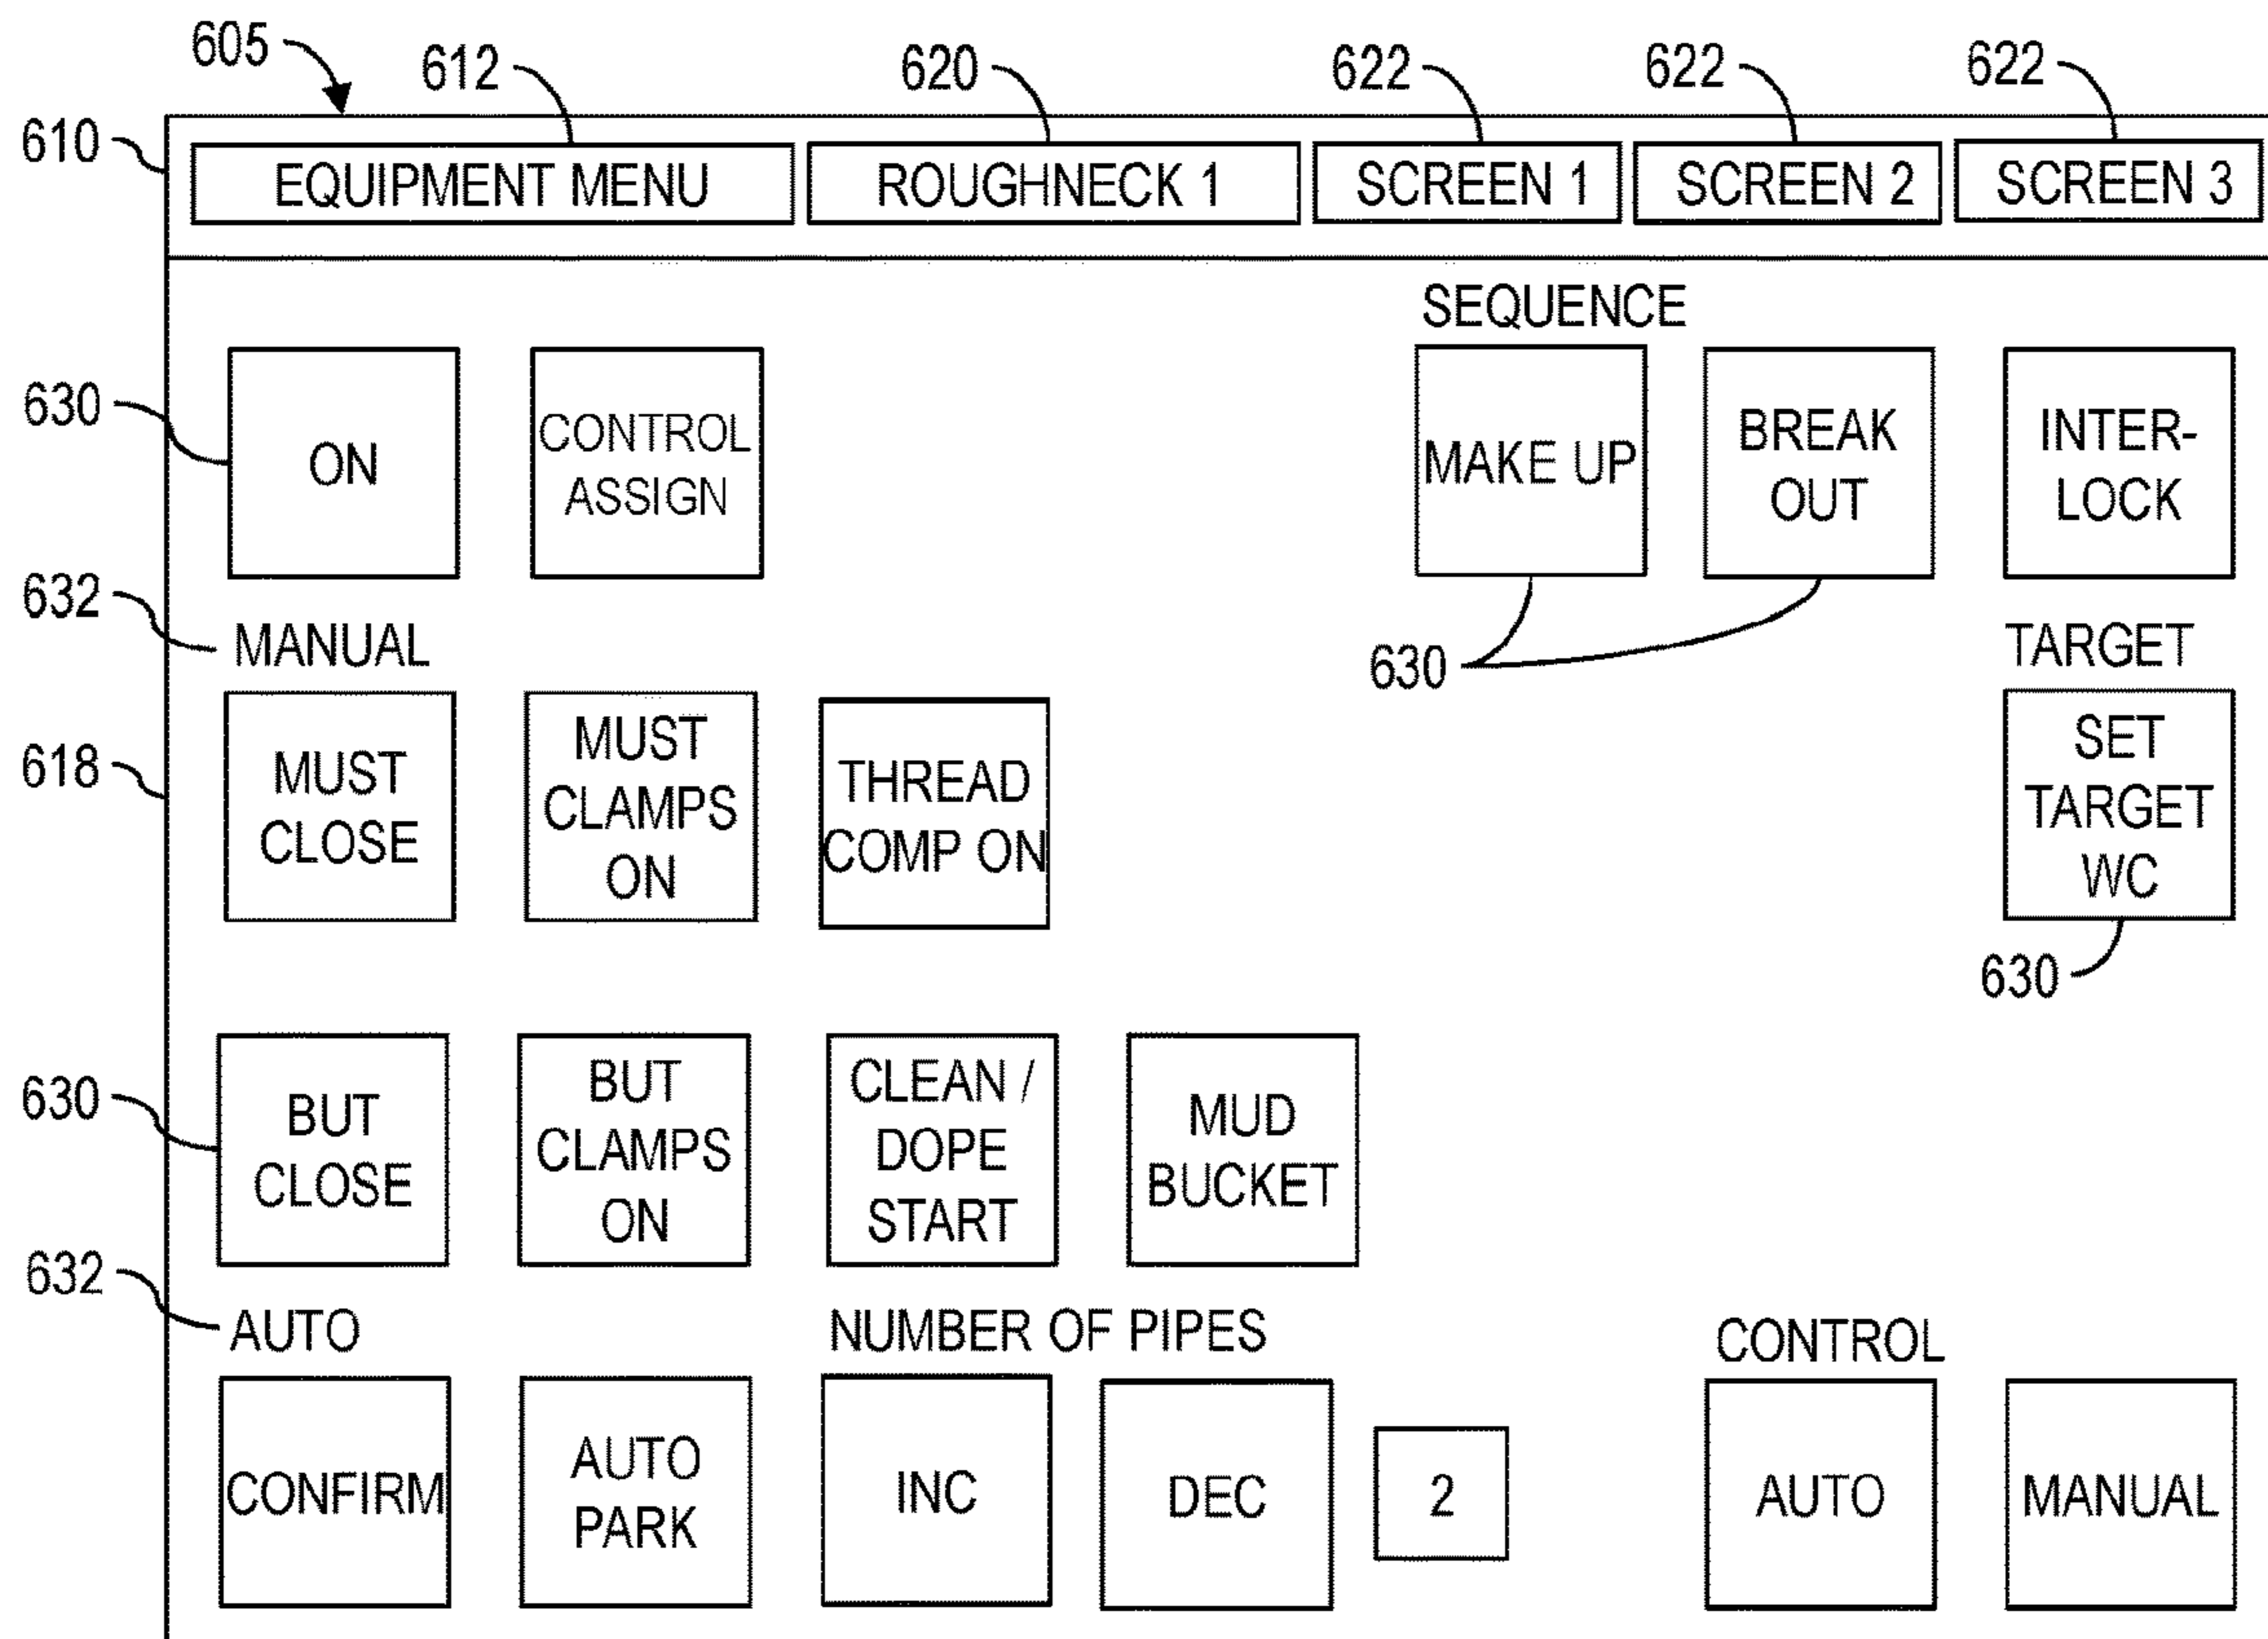 605
612
620
622
622
622
610
EQUIPMENT MENU
ROUGHNECK 1
SCREEN 1
SCREEN 2
SCREEN 3
SEQUENCE
630
ON
CONTROL
ASSIGN
MAKE UP
BREAK
OUT
INTER-
LOCK
632
MANUAL
630
TARGET
618
MUST
CLOSE
MUST
CLAMPS
ON
THREAD
COMP ON
SET
TARGET
WC
630
630
BUT
CLOSE
BUT
CLAMPS
ON
CLEAN /
DOPE
START
MUD
BUCKET
632
AUTO
NUMBER OF PIPES
CONTROL
CONFIRM
AUTO
PARK
INC
DEC
2
AUTO
MANUAL